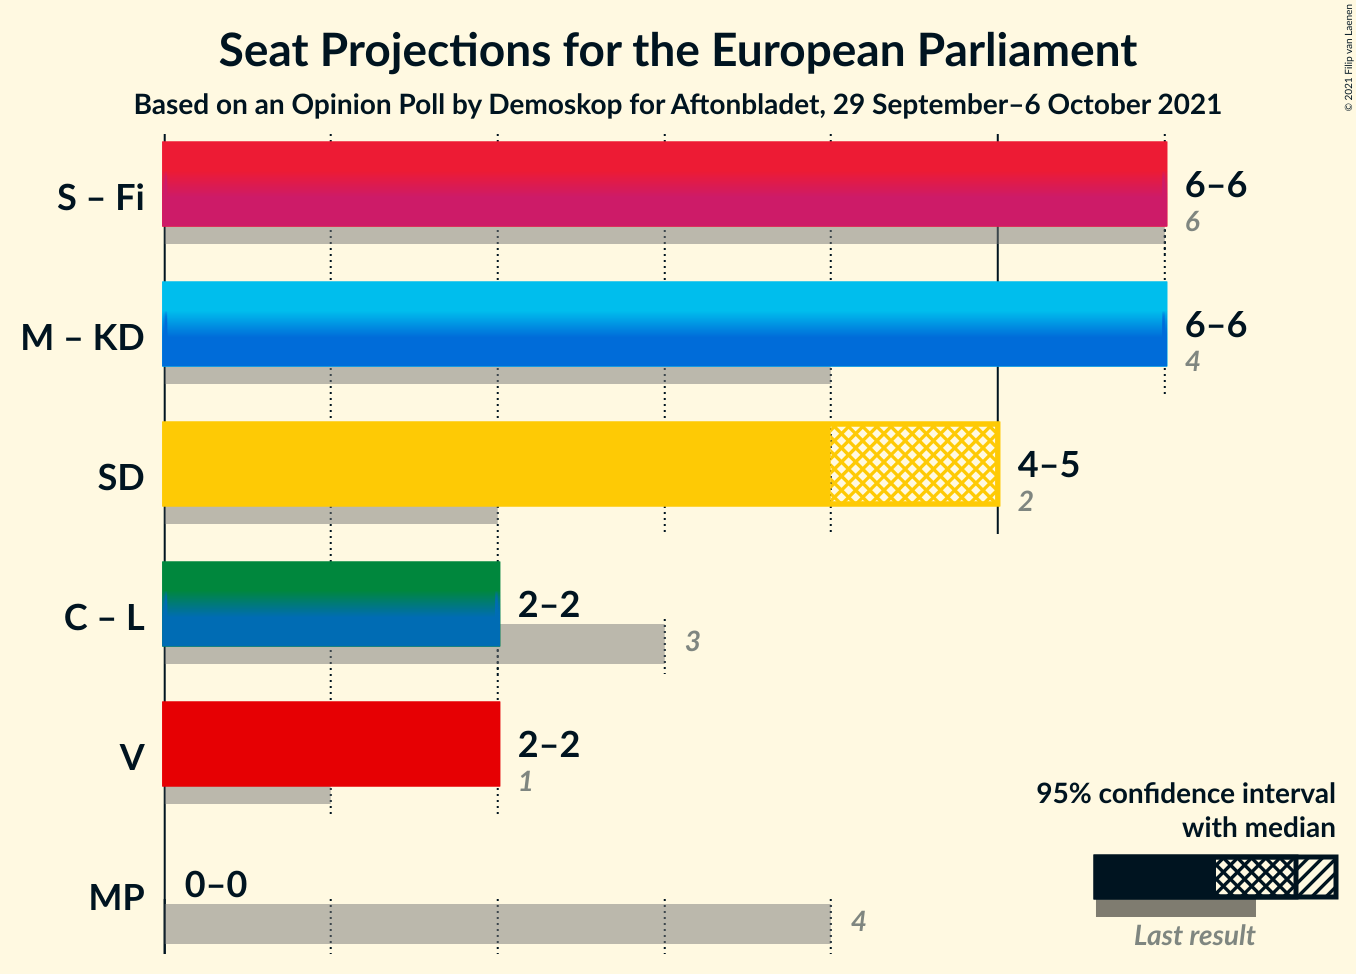 Seat Projections for the European Parliament
Based on an Opinion Poll by Demoskop for Aftonbladet, 29 September–6 October 2021
© 2021 Filip van Laenen
S – Fi
6–6
6
M – KD
6–6
4
SD
4–5
2
C – L
2–2
3
V
2–2
1
MP
0–0
4
95% confidence interval
with median
Last result